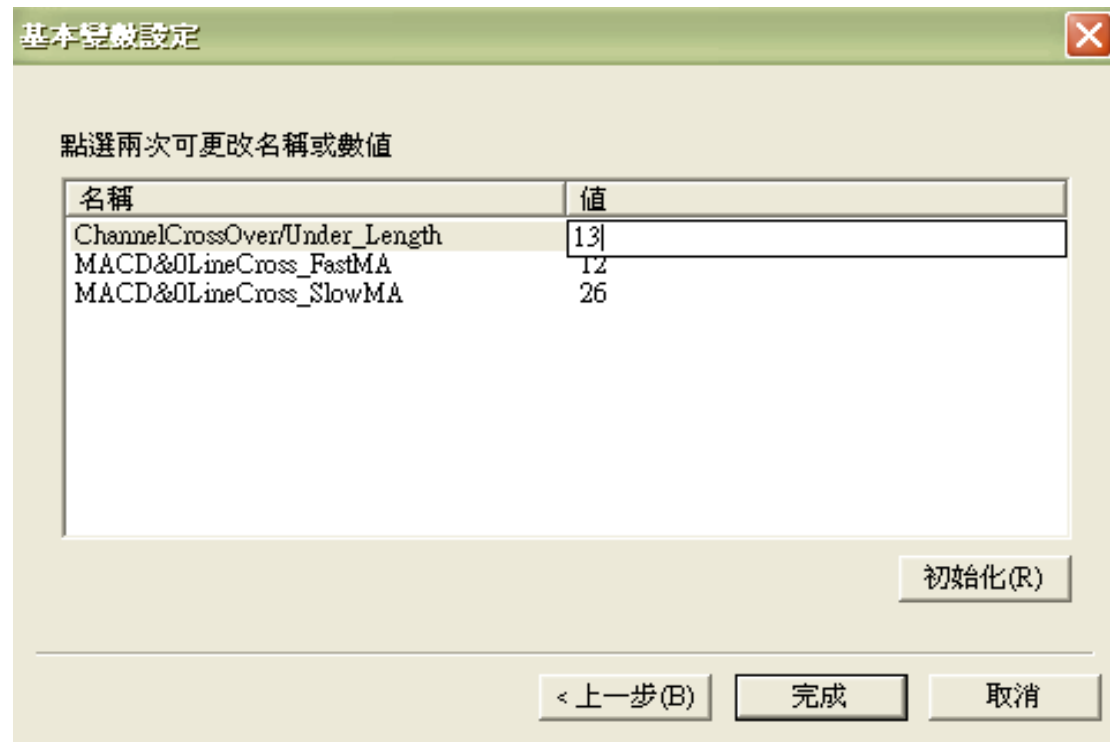 基本變數設定
點選兩次可更改名稱或數值
名稱 值
ChannelCrossOver/Under_Length 13
MACD&0LineCross_FastMA 12
MACD&0LineCross_SlowMA 26
初始化(R)
<上一步(B) 完成 取消